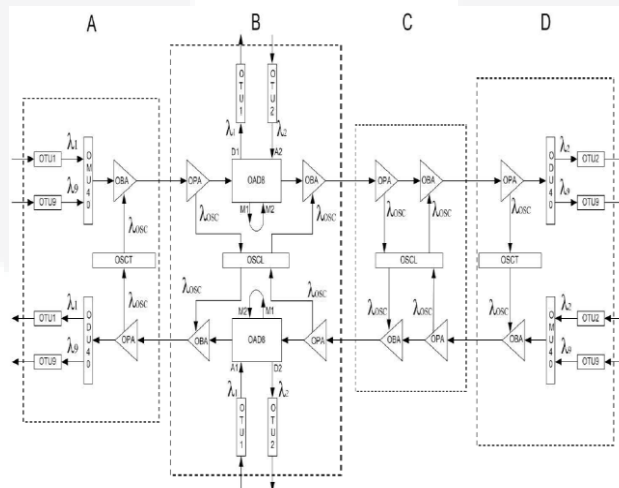 A
B
C
D
OTU1
OTU2
λ1
λ2
D1
A2
λ1
OTU1
λ9
OTU9
OMU40
OBA
OPA
OAD8
OBA
OPA
OBA
OPA
ODU40
λ2
OTU2
λ9
OTU9
M1
M2
λOSC
λOSC
λOSC
λOSC
λOSC
λOSC
OSCT
OSCL
OSCL
OSCT
λOSC
λOSC
λOSC
λOSC
λOSC
λOSC
M2
M1
λ1
OTU1
λ9
OTU9
ODU40
OPA
OBA
OAD8
OPA
OBA
OPA
OBA
OMU40
λ2
OTU2
λ9
OTU9
A1
D2
λ1
λ2
OTU1
OTU2